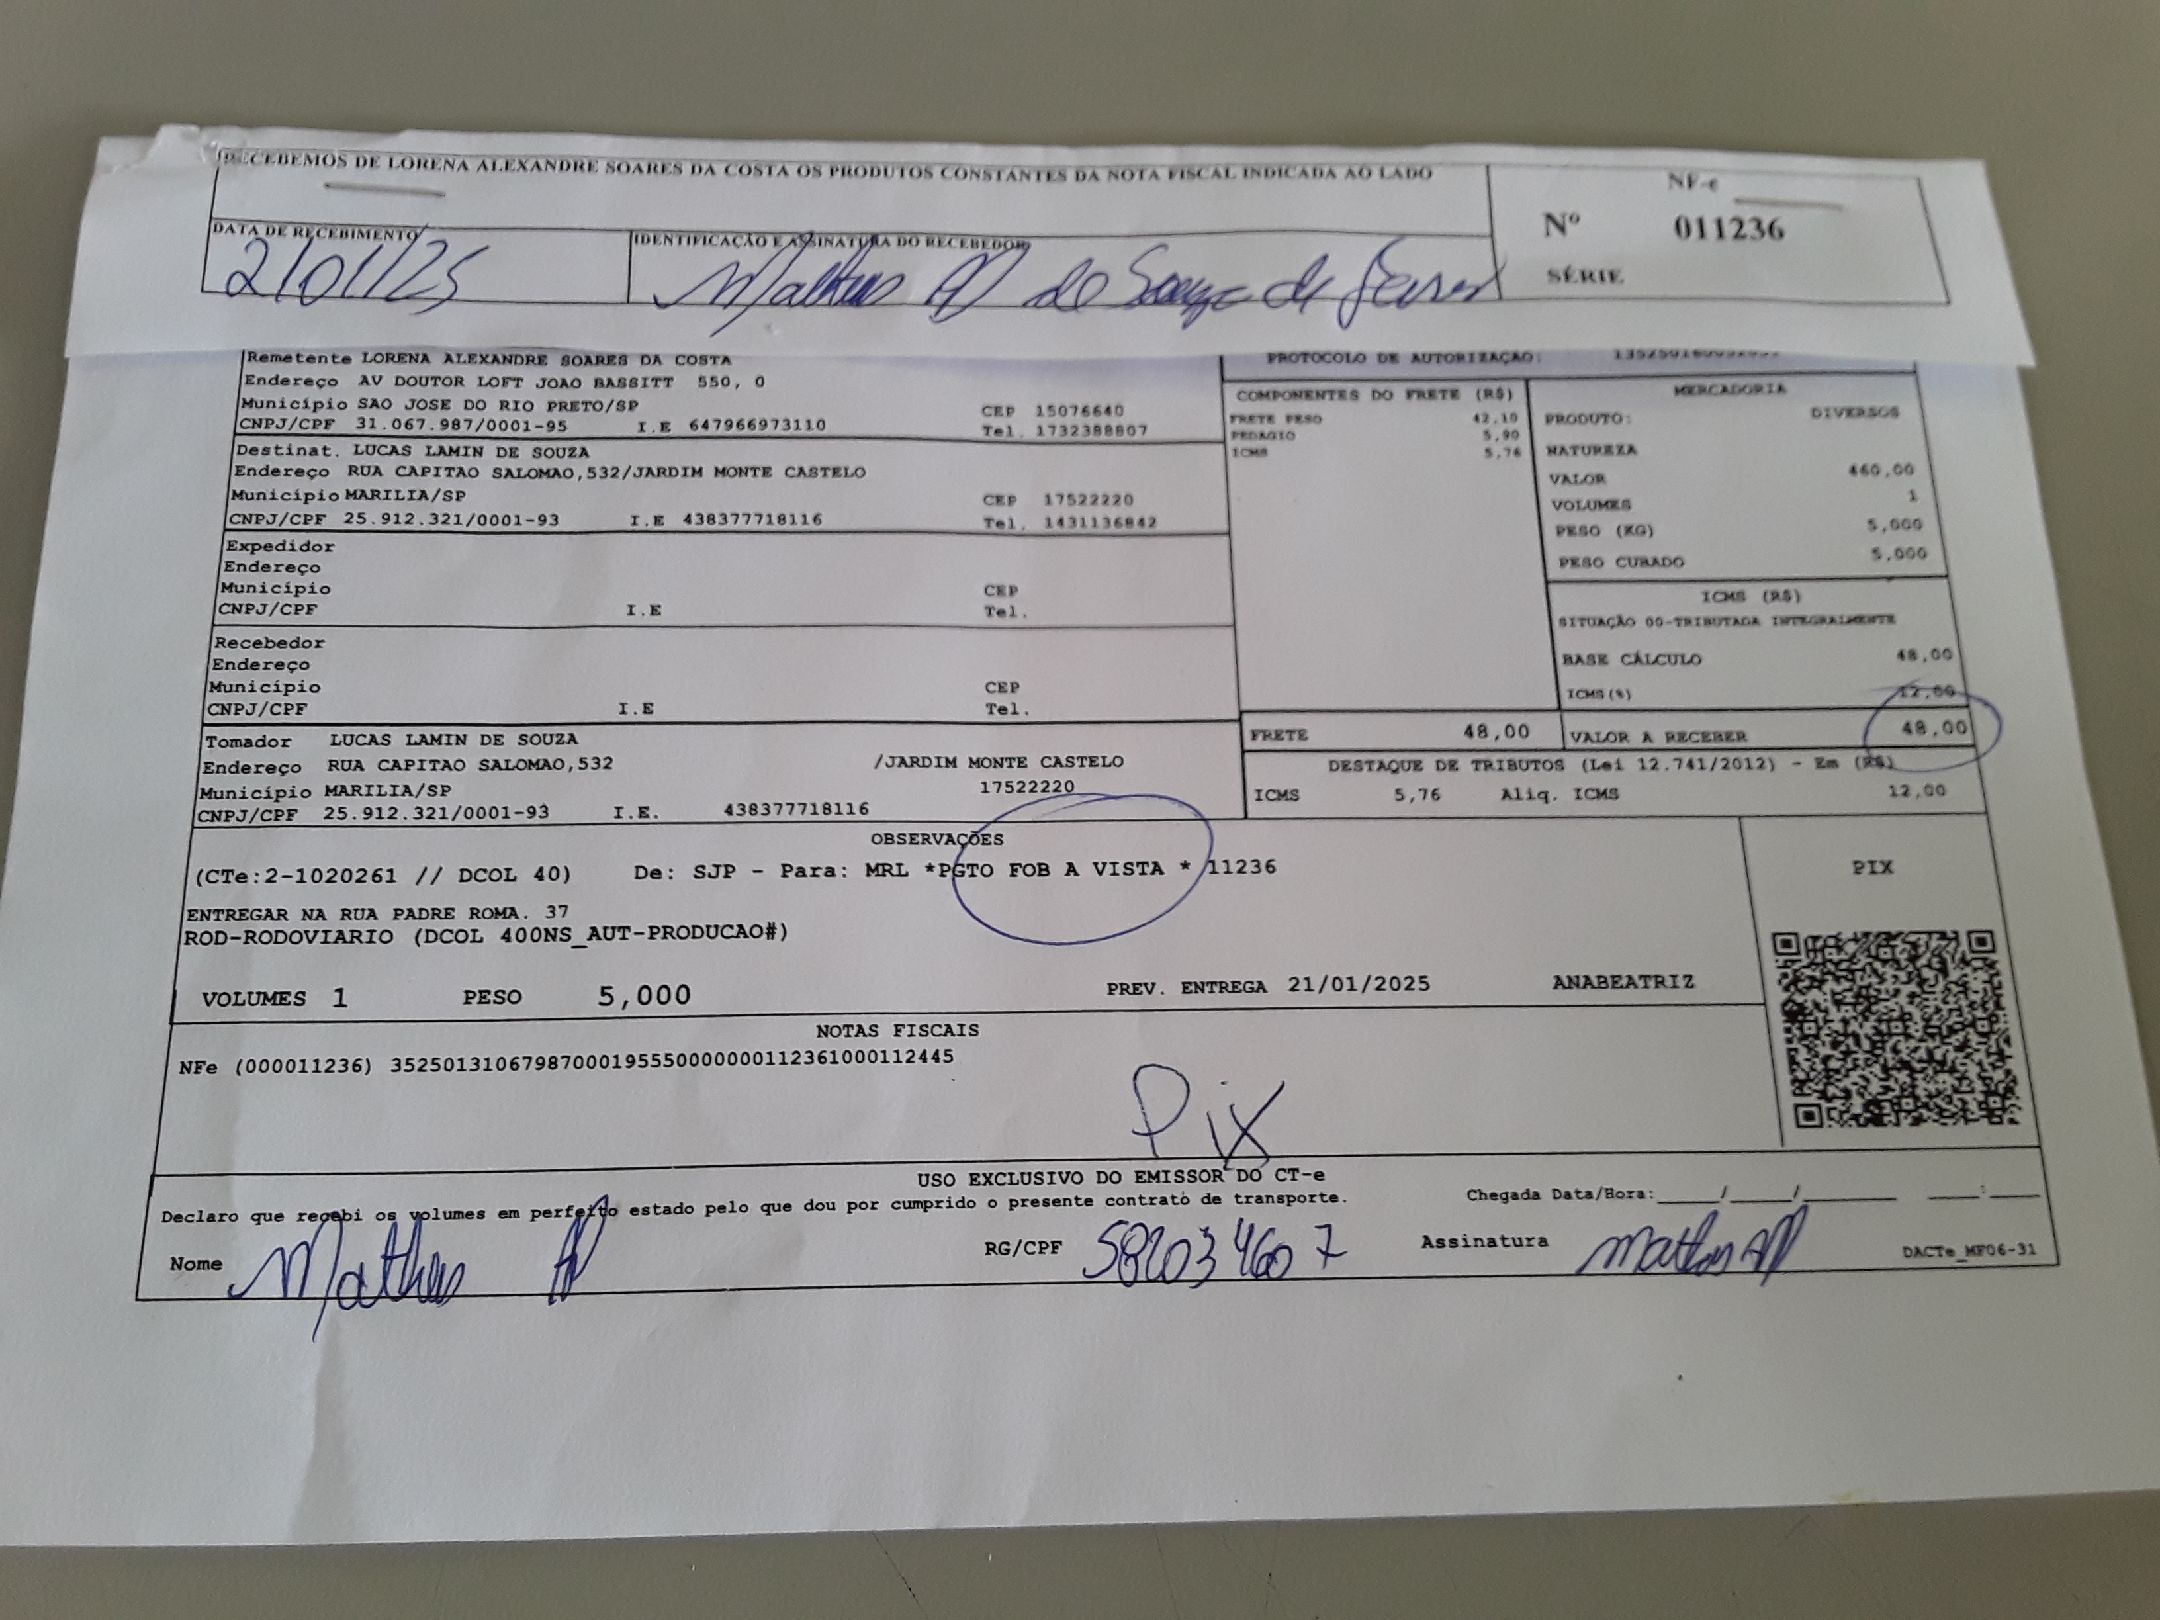 RECEBEMOS DE LORENA ALEXANDRE SOARES DA COSTA OS PRODUTOS CONSTANTES DA NOTA FISCAL INDICADA AO LADO
NF-e
Nº 011236
SÉRIE
DATA DE RECEBIMENTO
IDENTIFICAÇÃO E ASSINATURA DO RECEBEDOR
21/01/25
Matheus de Souza de
Remetente LORENA ALEXANDRE SOARES DA COSTA
Endereço AV DOUTOR LOFT JOAO BASSITT 550, 0
Município SAO JOSE DO RIO PRETO/SP CEP 15076640
CNPJ/CPF 31.067.987/0001-95 I.E 647966973110 Tel. 1732388807
Destinat. LUCAS LAMIN DE SOUZA
Endereço RUA CAPITAO SALOMAO,532/JARDIM MONTE CASTELO
Município MARILIA/SP CEP 17522220
CNPJ/CPF 25.912.321/0001-93 I.E 438377718116 Tel. 1431136842
Expedidor
Endereço
Município CEP
CNPJ/CPF I.E Tel.
Recebedor
Endereço
Município CEP
CNPJ/CPF I.E Tel.
Tomador LUCAS LAMIN DE SOUZA
Endereço RUA CAPITAO SALOMAO,532 /JARDIM MONTE CASTELO
Município MARILIA/SP 17522220
CNPJ/CPF 25.912.321/0001-93 I.E. 438377718116
PROTOCOLO DE AUTORIZAÇÃO:
COMPONENTES DO FRETE (R$)
FRETE PESO 42,10
PEDAGIO 5,90
ICMS 5,76
MERCADORIA
PRODUTO: DIVERSOS
NATUREZA
VALOR 460,00
VOLUMES 1
PESO (KG) 5,000
PESO CUBADO 5,000
ICMS (R$)
SITUAÇÃO 00-TRIBUTADA INTEGRALMENTE
BASE CÁLCULO 48,00
ICMS(%) 12,00
FRETE 48,00 VALOR A RECEBER 48,00
DESTAQUE DE TRIBUTOS (Lei 12.741/2012) - Em (R$)
ICMS 5,76 Aliq. ICMS 12,00
OBSERVAÇÕES
(CTe:2-1020261 // DCOL 40) De: SJP - Para: MRL *PGTO FOB A VISTA * 11236
ENTREGAR NA RUA PADRE ROMA. 37
ROD-RODOVIARIO (DCOL 400NS_AUT-PRODUCAO#)
VOLUMES 1 PESO 5,000 PREV. ENTREGA 21/01/2025 ANABEATRIZ
PIX
NOTAS FISCAIS
NFe (000011236) 35250131067987000195550000000112361000112445
Pix
USO EXCLUSIVO DO EMISSOR DO CT-e
Declaro que recebi os volumes em perfeito estado pelo que dou por cumprido o presente contrato de transporte.
Chegada Data/Hora:____/____/______ ___:___
Nome Matheus RG/CPF 582034607 Assinatura Matheus
DACTe_MF06-31